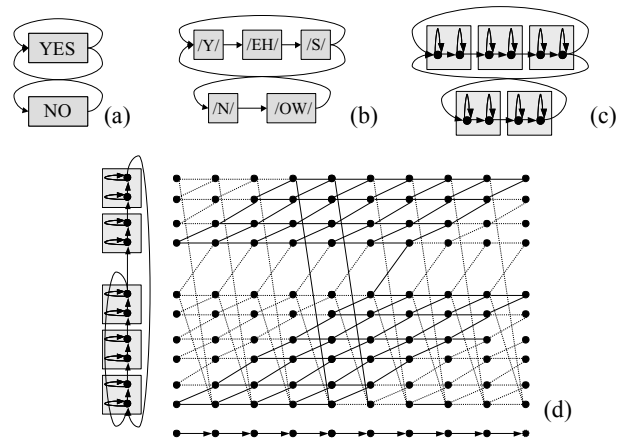 YES
NO
(a)
/Y/ /EH/ /S/
/N/ /OW/
(b)
(c)
(d)